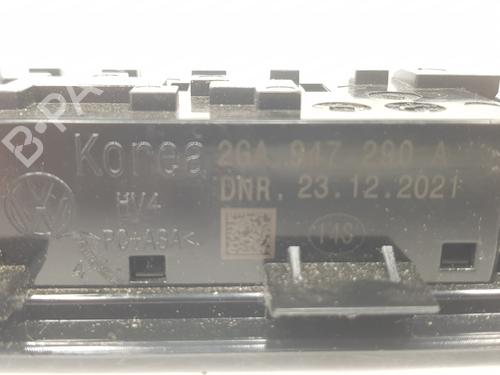 Korea 2GA 947 290 A
HV4 DNR. 23.12.2021
>PC+ASA<
B-PA